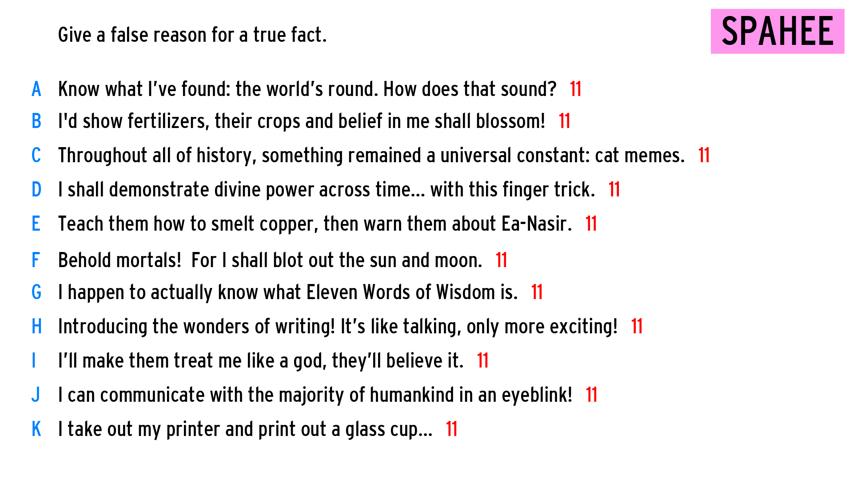 Give a false reason for a true fact.
SPAHEE
A Know what I've found: the world's round. How does that sound? 11
B I'd show fertilizers, their crops and belief in me shall blossom! 11
C Throughout all of history, something remained a universal constant: cat memes. 11
D I shall demonstrate divine power across time... with this finger trick. 11
E Teach them how to smelt copper, then warn them about Ea-Nasir. 11
F Behold mortals! For I shall blot out the sun and moon. 11
G I happen to actually know what Eleven Words of Wisdom is. 11
H Introducing the wonders of writing! It's like talking, only more exciting! 11
I I'll make them treat me like a god, they'll believe it. 11
J I can communicate with the majority of humankind in an eyeblink! 11
K I take out my printer and print out a glass cup... 11